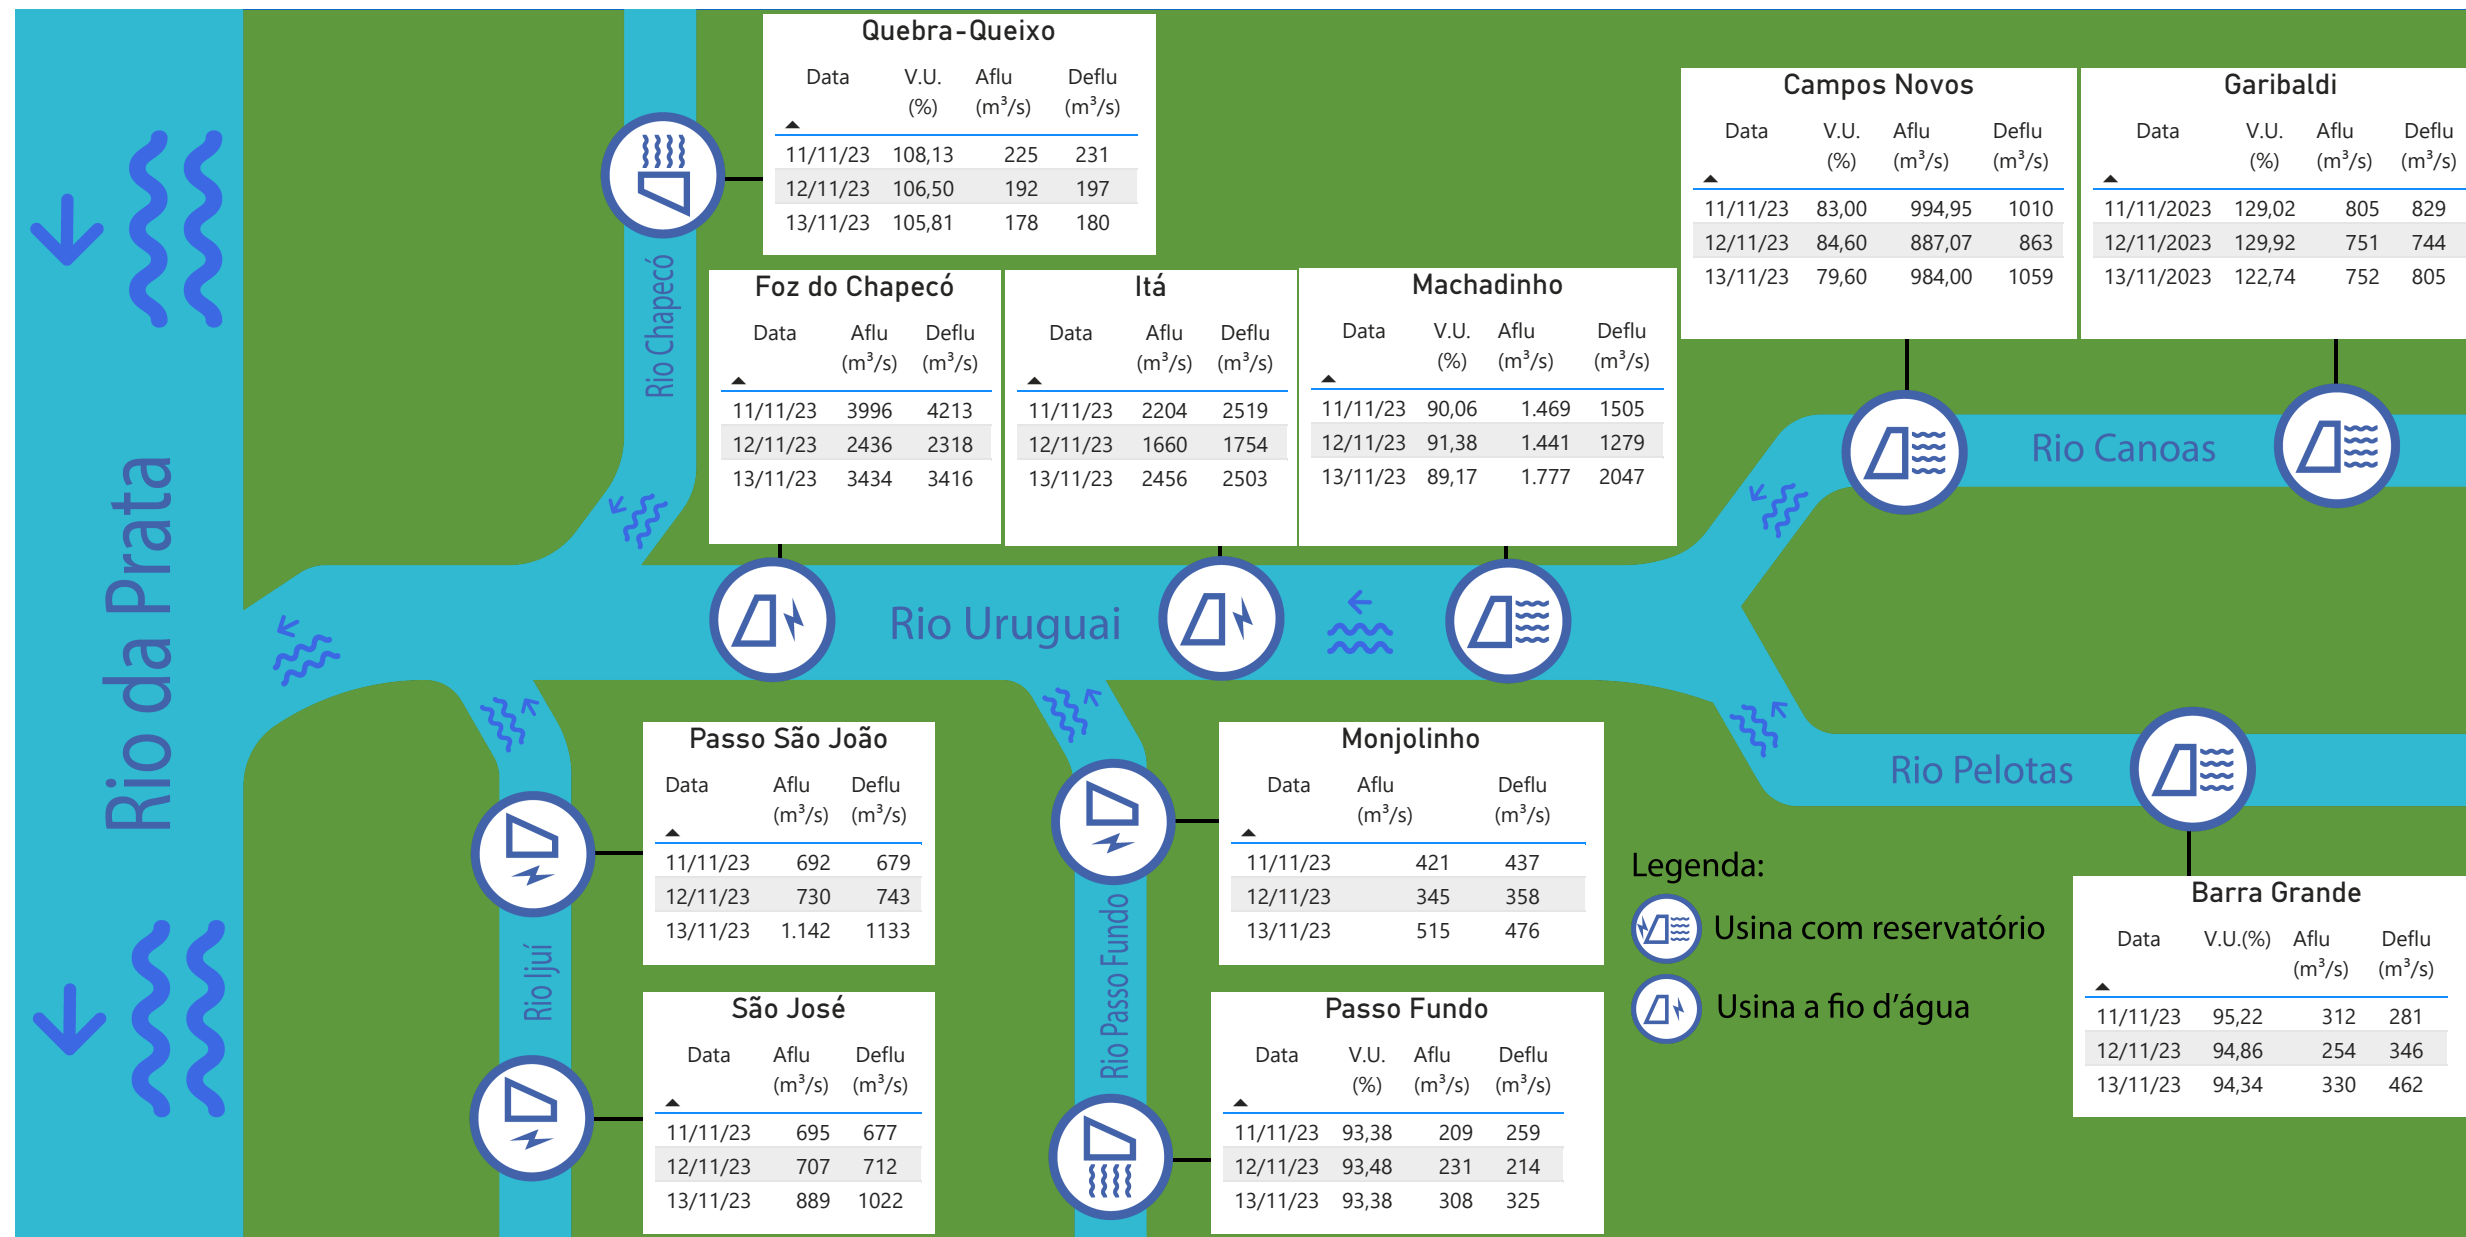 Quebra-Queixo
Data V.U. (%) Aflu (m³/s) Deflu (m³/s)
11/11/23 108,13 225 231
12/11/23 106,50 192 197
13/11/23 105,81 178 180
Campos Novos
Data V.U. (%) Aflu (m³/s) Deflu (m³/s)
11/11/23 83,00 994,95 1010
12/11/23 84,60 887,07 863
13/11/23 79,60 984,00 1059
Garibaldi
Data V.U. (%) Aflu (m³/s) Deflu (m³/s)
11/11/2023 129,02 805 829
12/11/2023 129,92 751 744
13/11/2023 122,74 752 805
Rio Chapecó
Foz do Chapecó
Data Aflu (m³/s) Deflu (m³/s)
11/11/23 3996 4213
12/11/23 2436 2318
13/11/23 3434 3416
Itá
Data Aflu (m³/s) Deflu (m³/s)
11/11/23 2204 2519
12/11/23 1660 1754
13/11/23 2456 2503
Machadinho
Data V.U. (%) Aflu (m³/s) Deflu (m³/s)
11/11/23 90,06 1.469 1505
12/11/23 91,38 1.441 1279
13/11/23 89,17 1.777 2047
Rio Canoas
Rio da Prata
Rio Uruguai
Rio Pelotas
Passo São João
Data Aflu (m³/s) Deflu (m³/s)
11/11/23 692 679
12/11/23 730 743
13/11/23 1.142 1133
Monjolinho
Data Aflu (m³/s) Deflu (m³/s)
11/11/23 421 437
12/11/23 345 358
13/11/23 515 476
Legenda:
Usina com reservatório
Usina a fio d’água
Barra Grande
Data V.U.(%) Aflu (m³/s) Deflu (m³/s)
11/11/23 95,22 312 281
12/11/23 94,86 254 346
13/11/23 94,34 330 462
Rio Ijuí
Rio Passo Fundo
São José
Data Aflu (m³/s) Deflu (m³/s)
11/11/23 695 677
12/11/23 707 712
13/11/23 889 1022
Passo Fundo
Data V.U. (%) Aflu (m³/s) Deflu (m³/s)
11/11/23 93,38 209 259
12/11/23 93,48 231 214
13/11/23 93,38 308 325